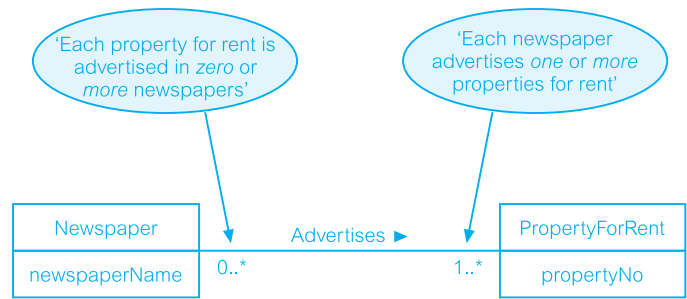 ‘Each property for rent is
advertised in zero or
more newspapers’
‘Each newspaper
advertises one or more
properties for rent’
Newspaper
newspaperName
Advertises ►
0..*
1..*
PropertyForRent
propertyNo